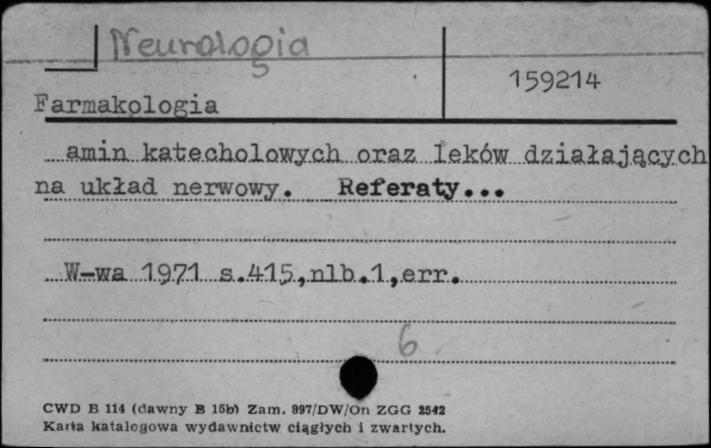 Neurologia
159214
Farmakologia
amin katecholowych oraz leków działających
na układ nerwowy. Referaty...
W-wa 1971 s.415,nlb.1,err.
6
CWD B 114 (dawny B 15b) Zam. 997/DW/On ZGG 2542
Karta katalogowa wydawnictw ciągłych i zwartych.